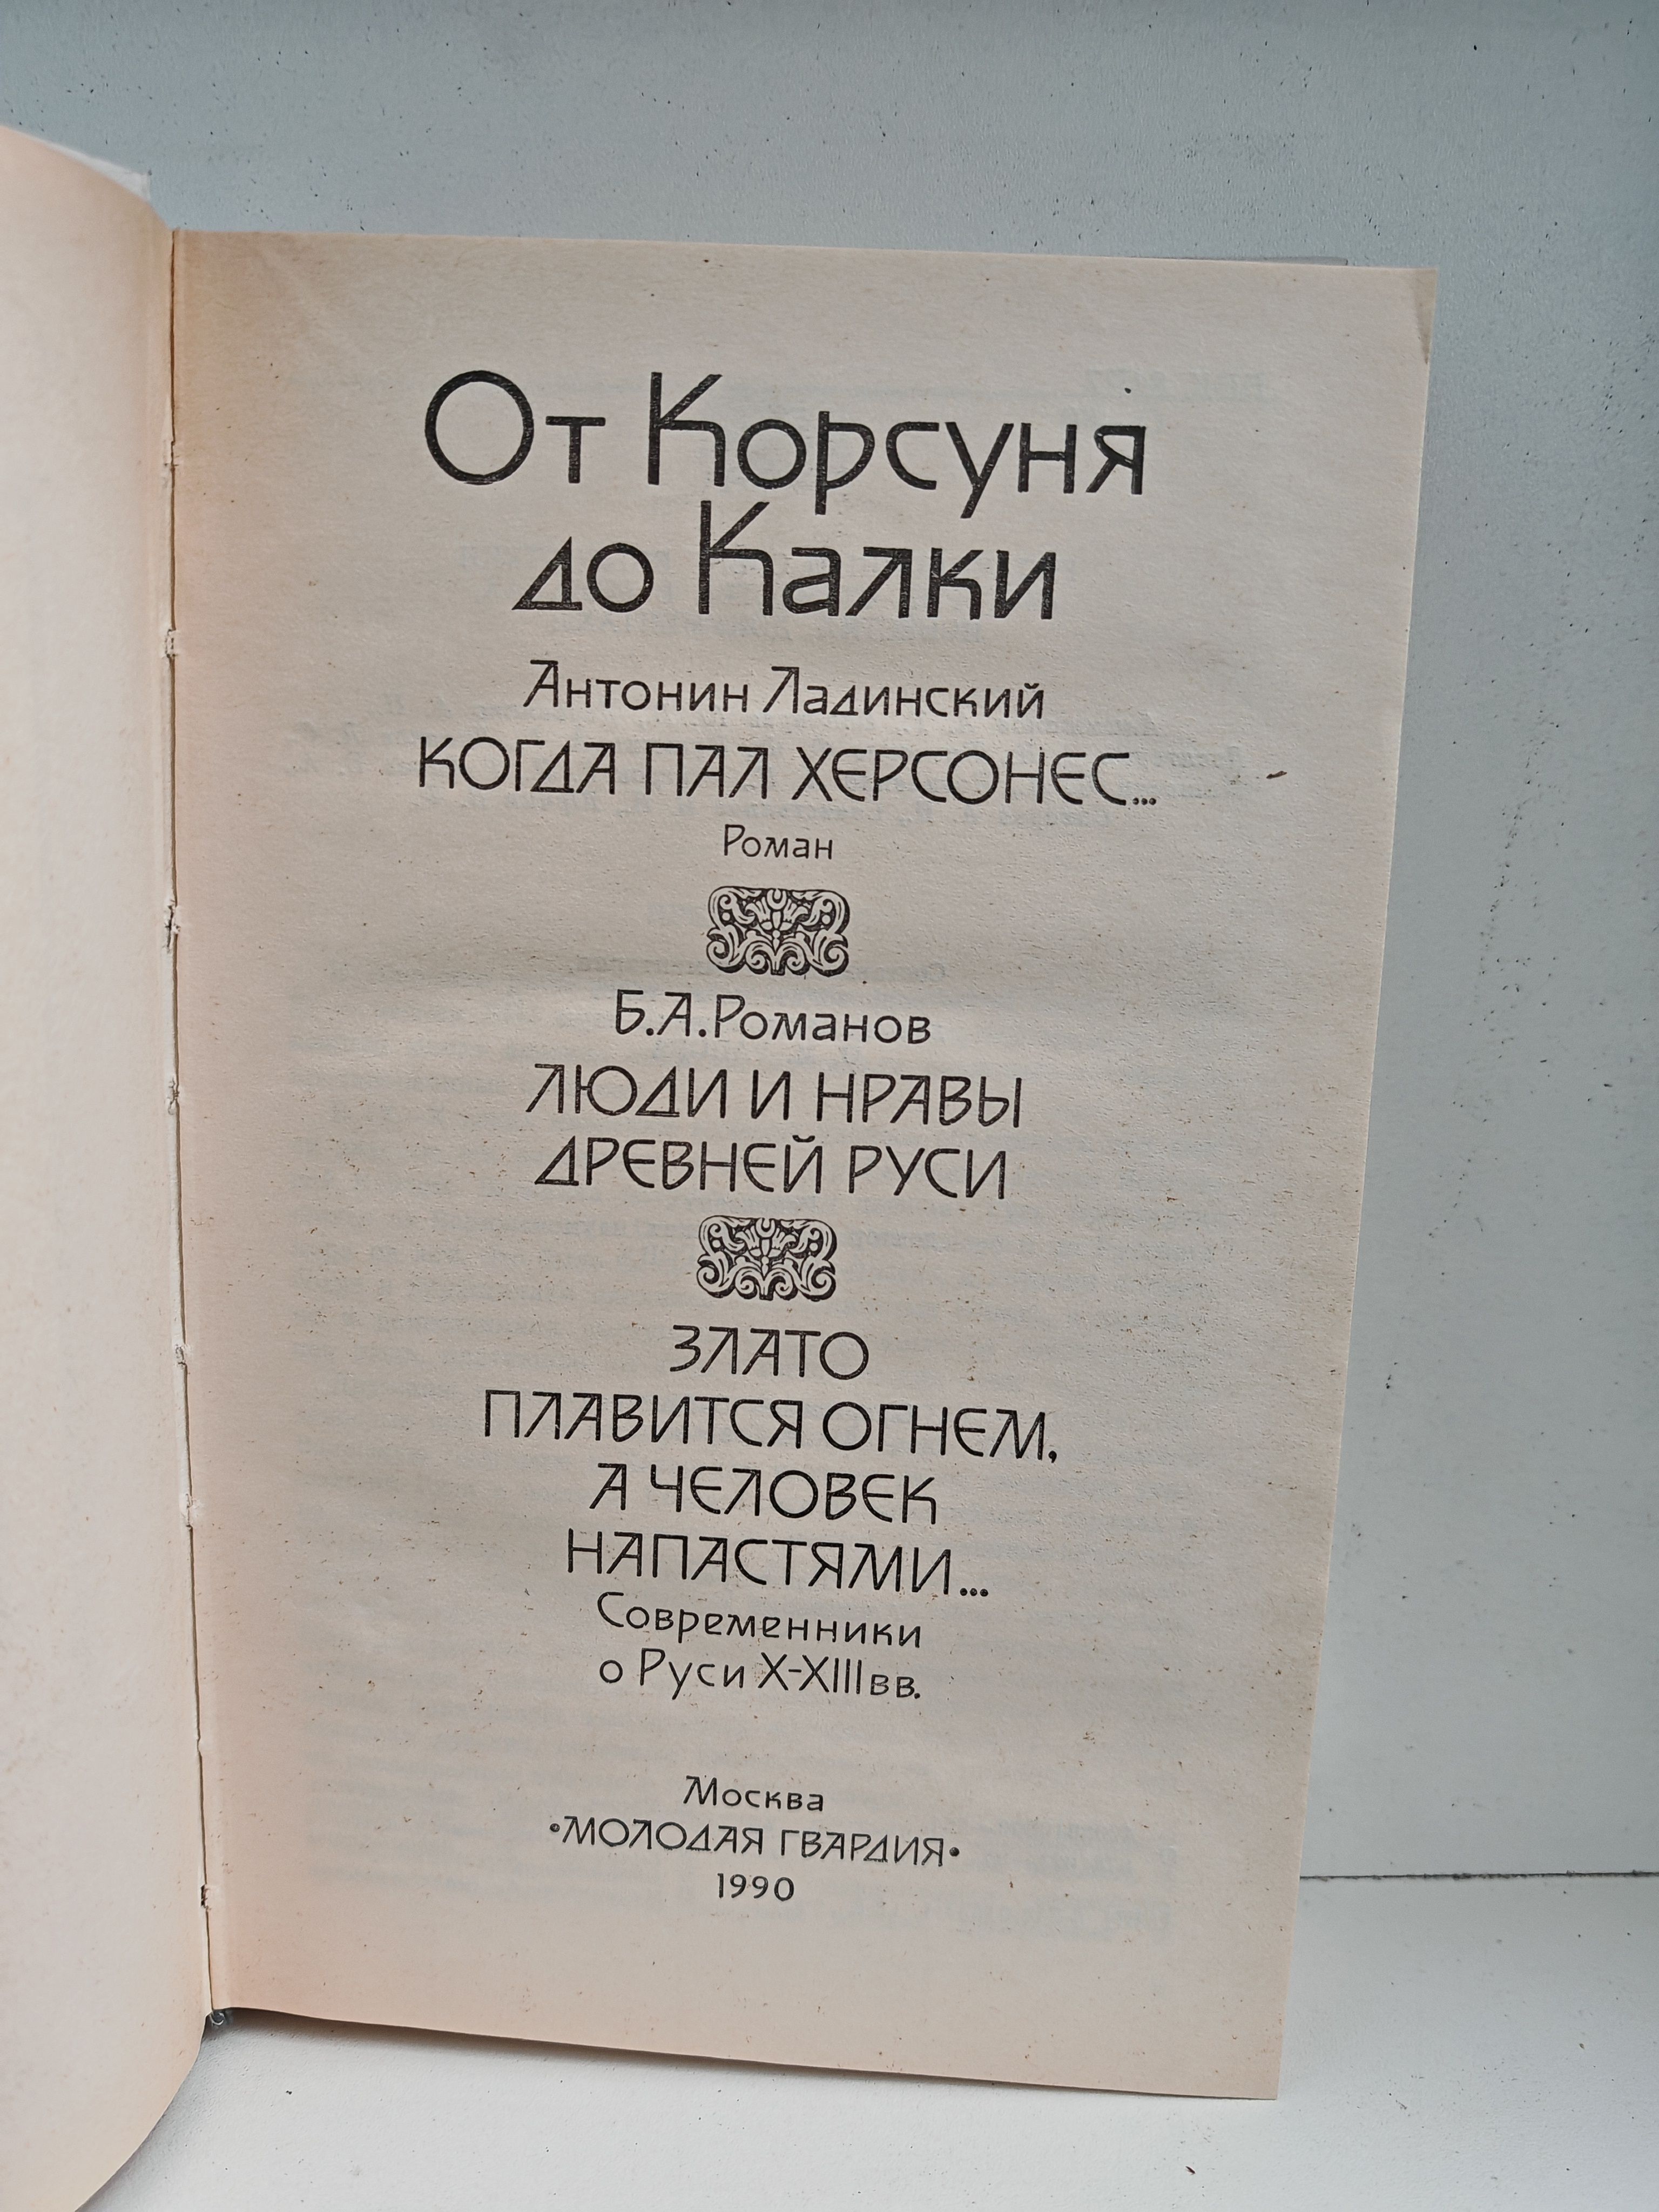 От Корсуня
до Калки
Антонин Ладинский
КОГДА ПАЛ ХЕРСОНЕС...
Роман
Б.А.Романов
ЛЮДИ И НРАВЫ
ДРЕВНЕЙ РУСИ
ЗЛАТО
ПЛАВИТСЯ ОГНЕМ,
А ЧЕЛОВЕК
НАПАСТЯМИ...
Современники
о Руси X-XIII вв.
Москва
•МОЛОДАЯ ГВАРДИЯ•
1990